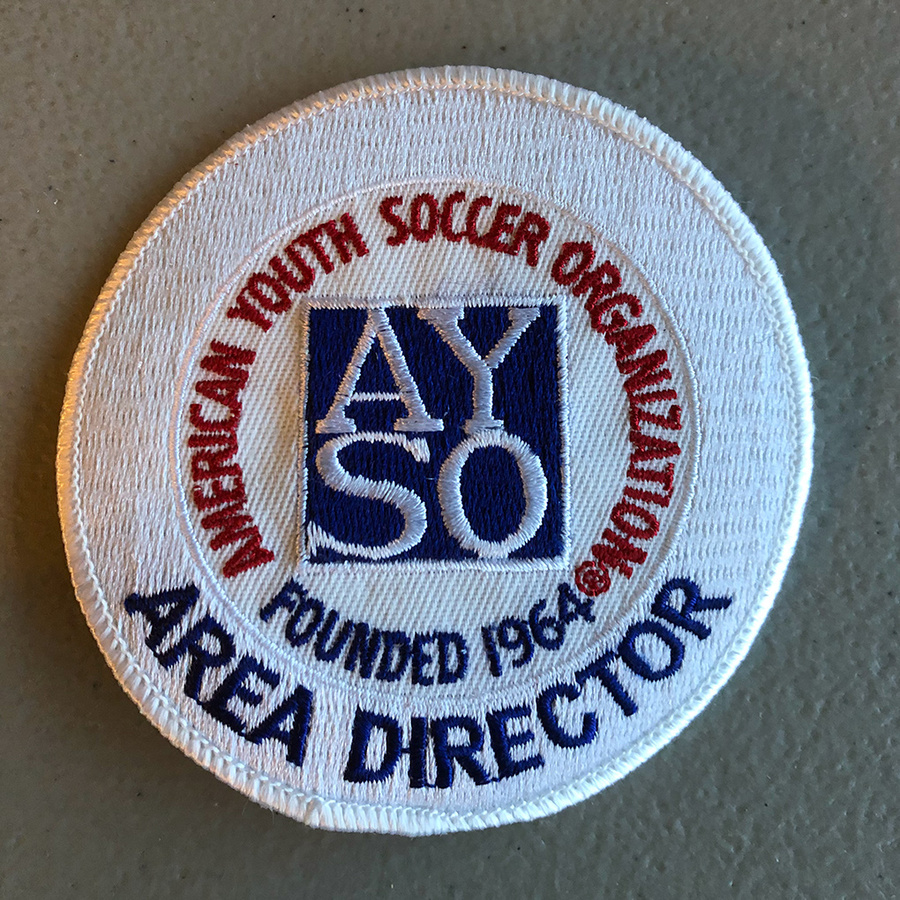 AMERICAN YOUTH SOCCER ORGANIZATION®
AY
SO
FOUNDED 1964
AREA DIRECTOR